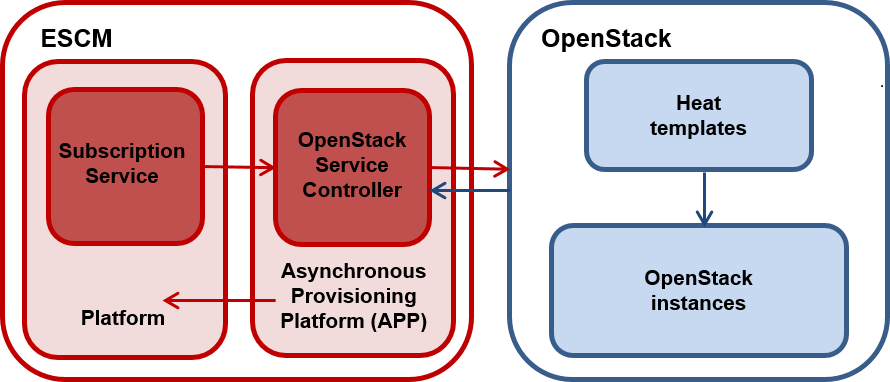 ESCM
Subscription
Service
Platform
OpenStack
Service
Controller
Asynchronous
Provisioning
Platform (APP)
OpenStack
Heat
templates
OpenStack
instances